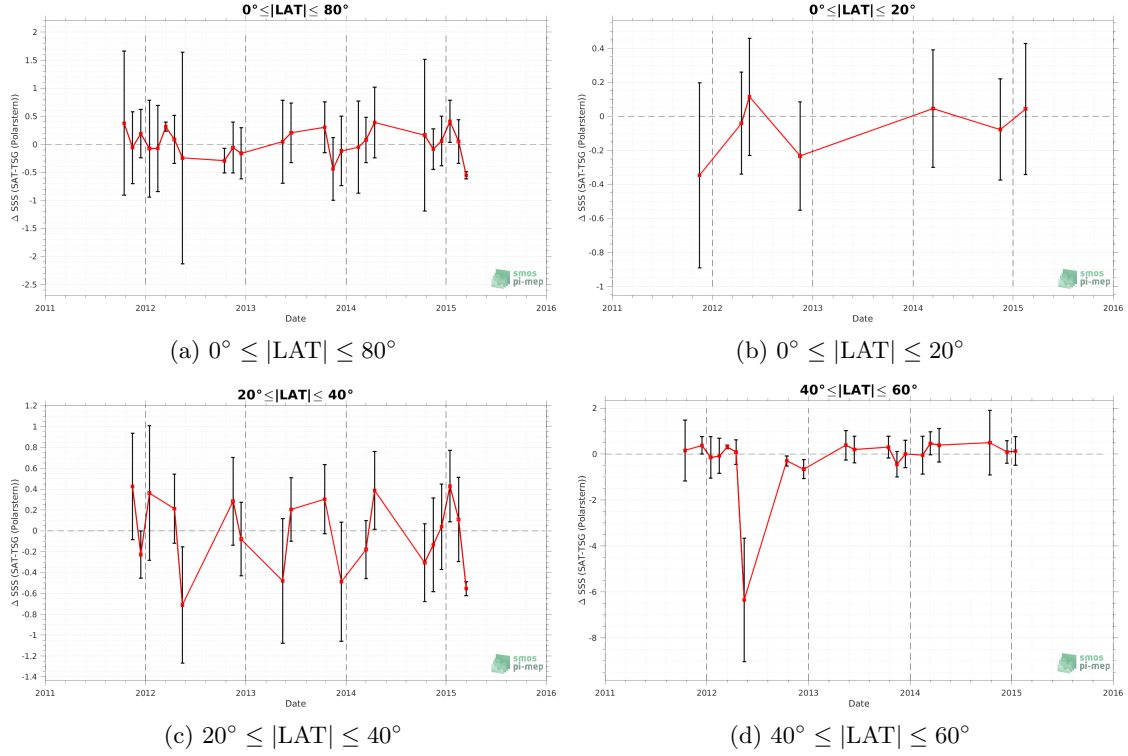 0°≤|LAT|≤ 80°
Δ SSS (SAT-TSG (Polarstern))
2
1.5
1
0.5
0
-0.5
-1
-1.5
-2
-2.5
2011 2012 2013 2014 2015 2016
Date
smos
pi-mep
(a) 0° ≤ |LAT| ≤ 80°
0°≤|LAT|≤ 20°
Δ SSS (SAT-TSG (Polarstern))
0.4
0.2
0
-0.2
-0.4
-0.6
-0.8
-1
2011 2012 2013 2014 2015 2016
Date
smos
pi-mep
(b) 0° ≤ |LAT| ≤ 20°
20°≤|LAT|≤ 40°
Δ SSS (SAT-TSG (Polarstern))
1.2
1
0.8
0.6
0.4
0.2
0
-0.2
-0.4
-0.6
-0.8
-1
-1.2
-1.4
2011 2012 2013 2014 2015 2016
Date
smos
pi-mep
(c) 20° ≤ |LAT| ≤ 40°
40°≤|LAT|≤ 60°
Δ SSS (SAT-TSG (Polarstern))
2
0
-2
-4
-6
-8
2011 2012 2013 2014 2015 2016
Date
smos
pi-mep
(d) 40° ≤ |LAT| ≤ 60°